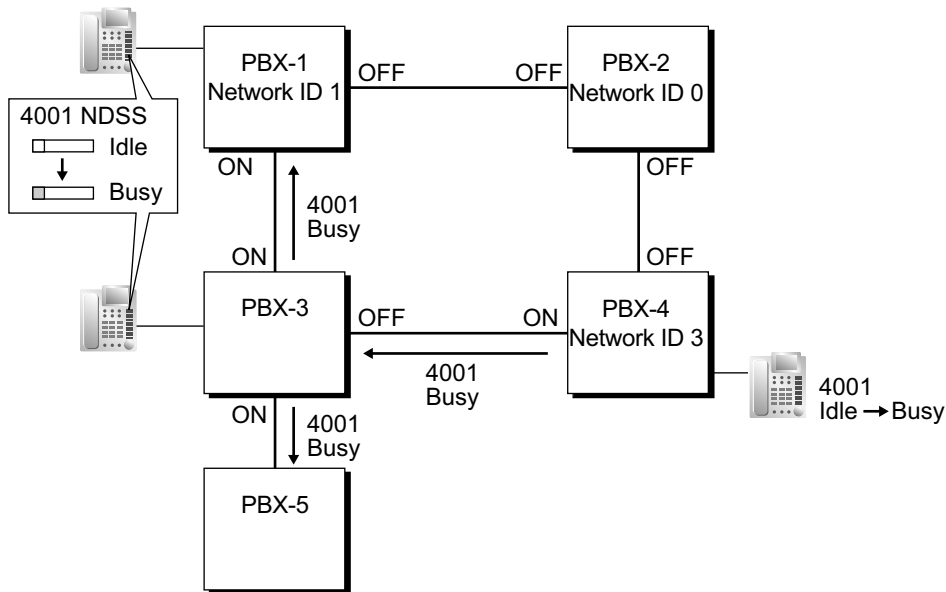 PBX-1
Network ID 1
OFF
OFF
PBX-2
Network ID 0
4001 NDSS
Idle
Busy
ON
OFF
4001
Busy
ON
OFF
PBX-3
OFF
ON
PBX-4
Network ID 3
4001
Busy
4001
Idle → Busy
ON
4001
Busy
PBX-5